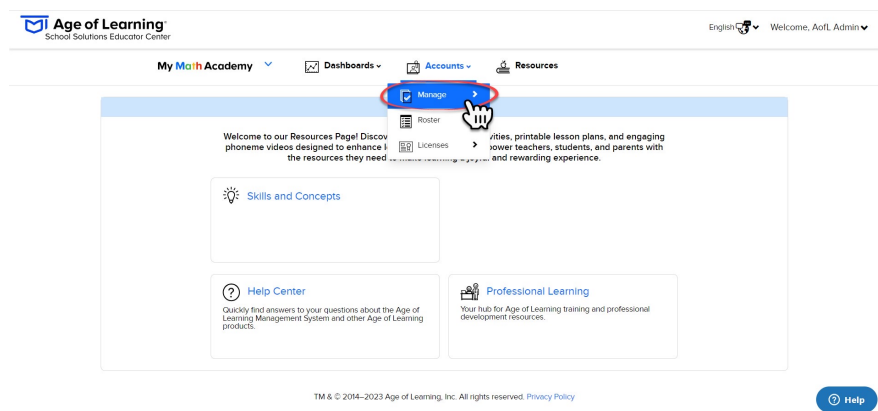 Age of Learning
School Solutions Educator Center
English
Welcome, AofL Admin
My Math Academy
Dashboards
Accounts
Resources
Manage
Roster
Licenses
Welcome to our Resources Page! Discov vities, printable lesson plans, and engaging
phoneme videos designed to enhance l power teachers, students, and parents with
the resources they need to make learning a joyful and rewarding experience.
Skills and Concepts
Help Center
Quickly find answers to your questions about the Age of
Learning Management System and other Age of Learning
products.
Professional Learning
Your hub for Age of Learning training and professional
development resources.
TM & © 2014–2023 Age of Learning, Inc. All rights reserved. Privacy Policy
Help